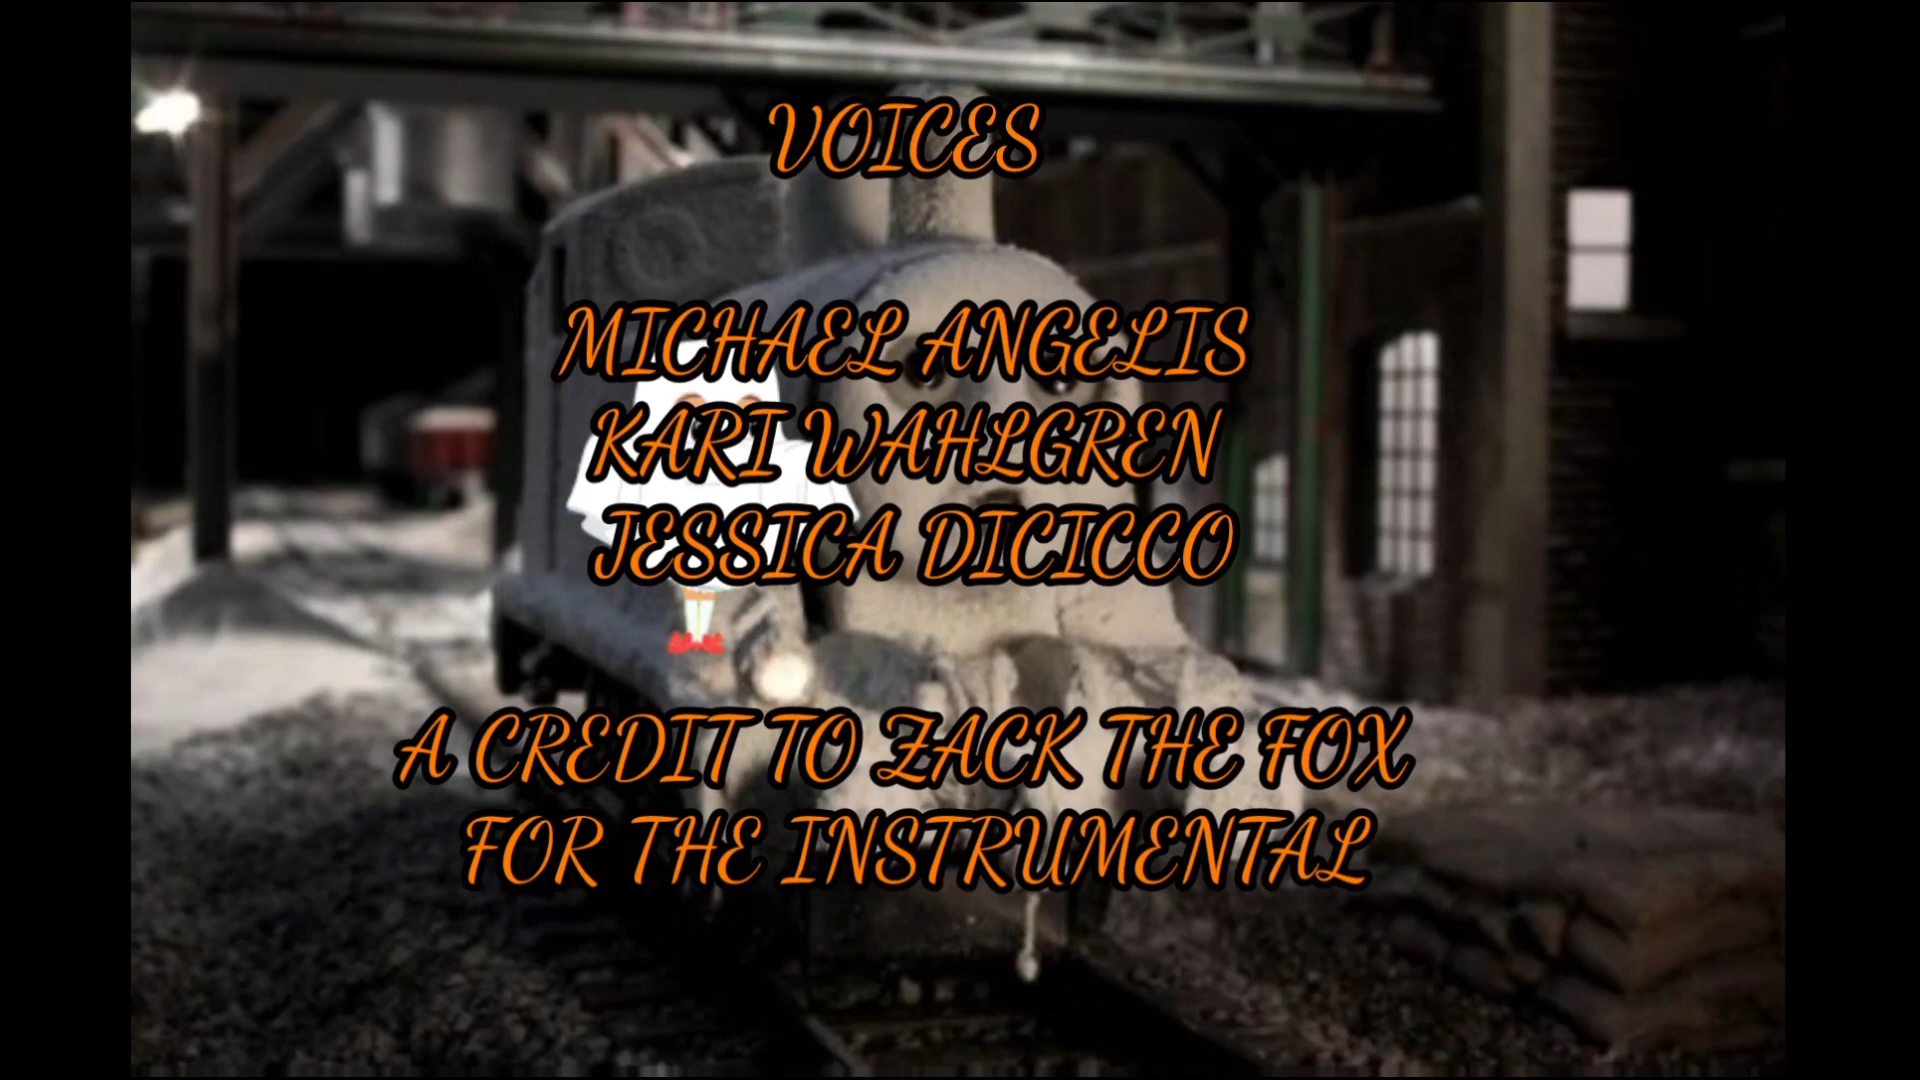 VOICES
MICHAEL ANGELIS
KARI WAHLGREN
JESSICA DICICCO
A CREDIT TO ZACK THE FOX
FOR THE INSTRUMENTAL